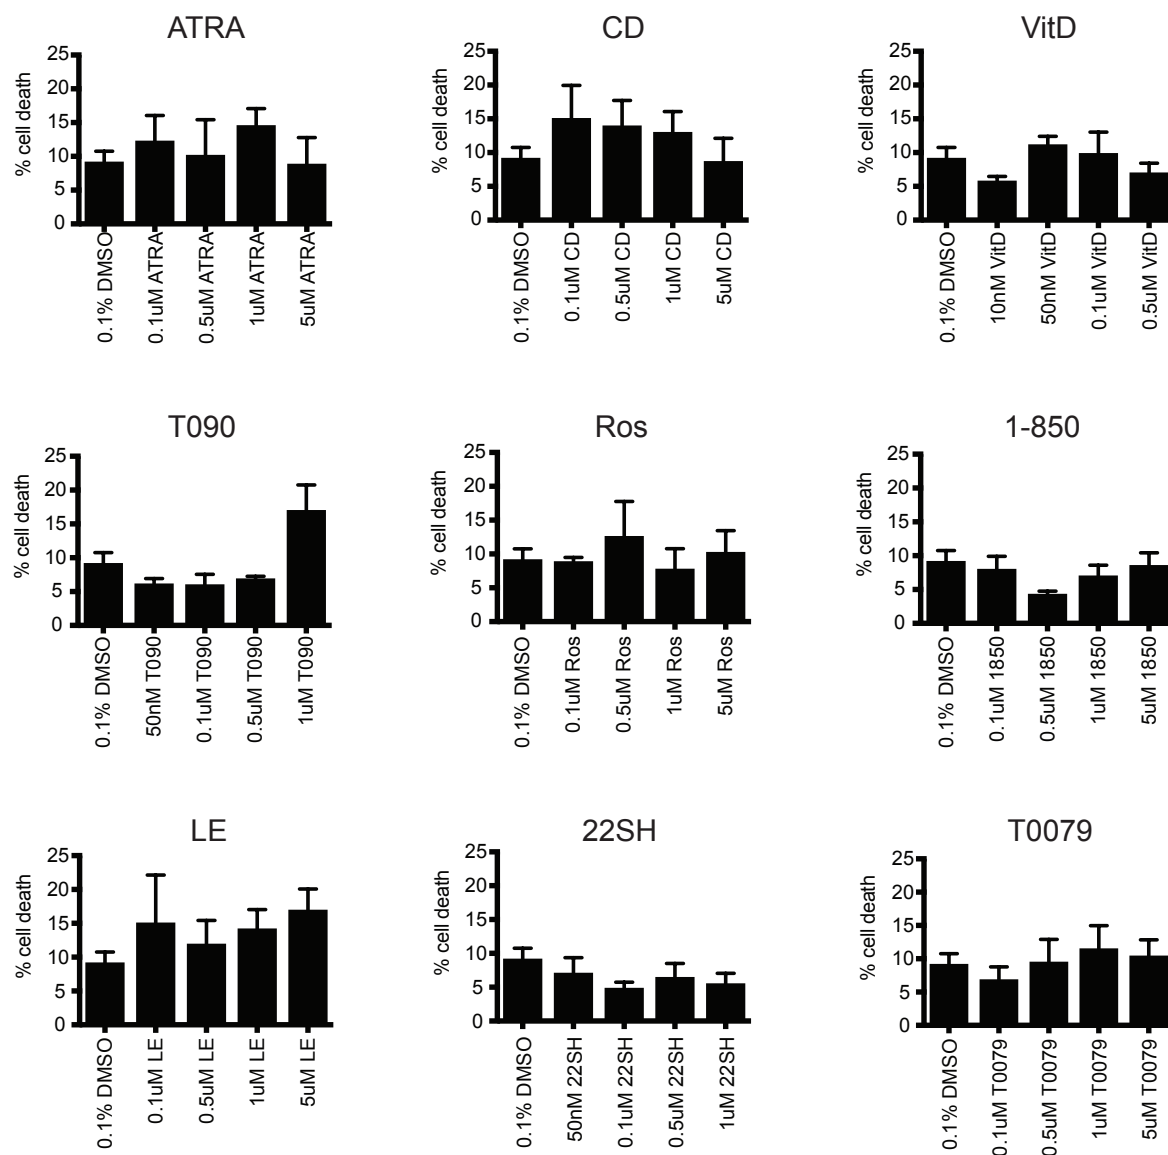 ATRA
% cell death
25
20
15
10
5
0
0.1% DMSO
0.1uM ATRA
0.5uM ATRA
1uM ATRA
5uM ATRA
CD
% cell death
25
20
15
10
5
0
0.1% DMSO
0.1uM CD
0.5uM CD
1uM CD
5uM CD
VitD
% cell death
25
20
15
10
5
0
0.1% DMSO
10nM VitD
50nM VitD
0.1uM VitD
0.5uM VitD
T090
% cell death
25
20
15
10
5
0
0.1% DMSO
50nM T090
0.1uM T090
0.5uM T090
1uM T090
Ros
% cell death
25
20
15
10
5
0
0.1% DMSO
0.1uM Ros
0.5uM Ros
1uM Ros
5uM Ros
1-850
% cell death
25
20
15
10
5
0
0.1% DMSO
0.1uM 1850
0.5uM 1850
1uM 1850
5uM 1850
LE
% cell death
25
20
15
10
5
0
0.1% DMSO
0.1uM LE
0.5uM LE
1uM LE
5uM LE
22SH
% cell death
25
20
15
10
5
0
0.1% DMSO
50nM 22SH
0.1uM 22SH
0.5uM 22SH
1uM 22SH
T0079
% cell death
25
20
15
10
5
0
0.1% DMSO
0.1uM T0079
0.5uM T0079
1uM T0079
5uM T0079